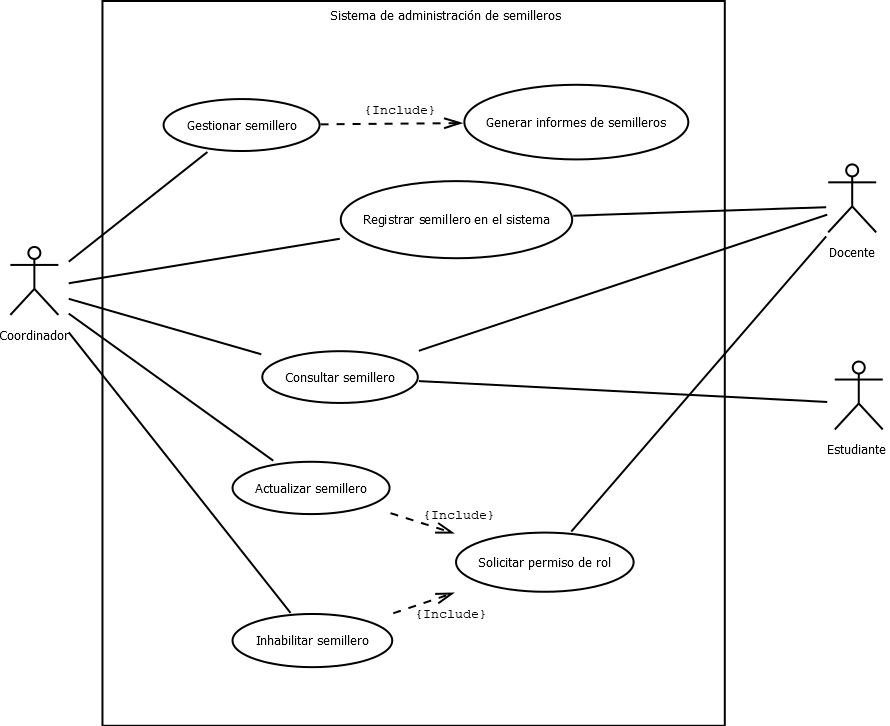 Sistema de administración de semilleros
{Include}
Gestionar semillero
Generar informes de semilleros
Registrar semillero en el sistema
Docente
Coordinador
Consultar semillero
Estudiante
Actualizar semillero
{Include}
Solicitar permiso de rol
{Include}
Inhabilitar semillero